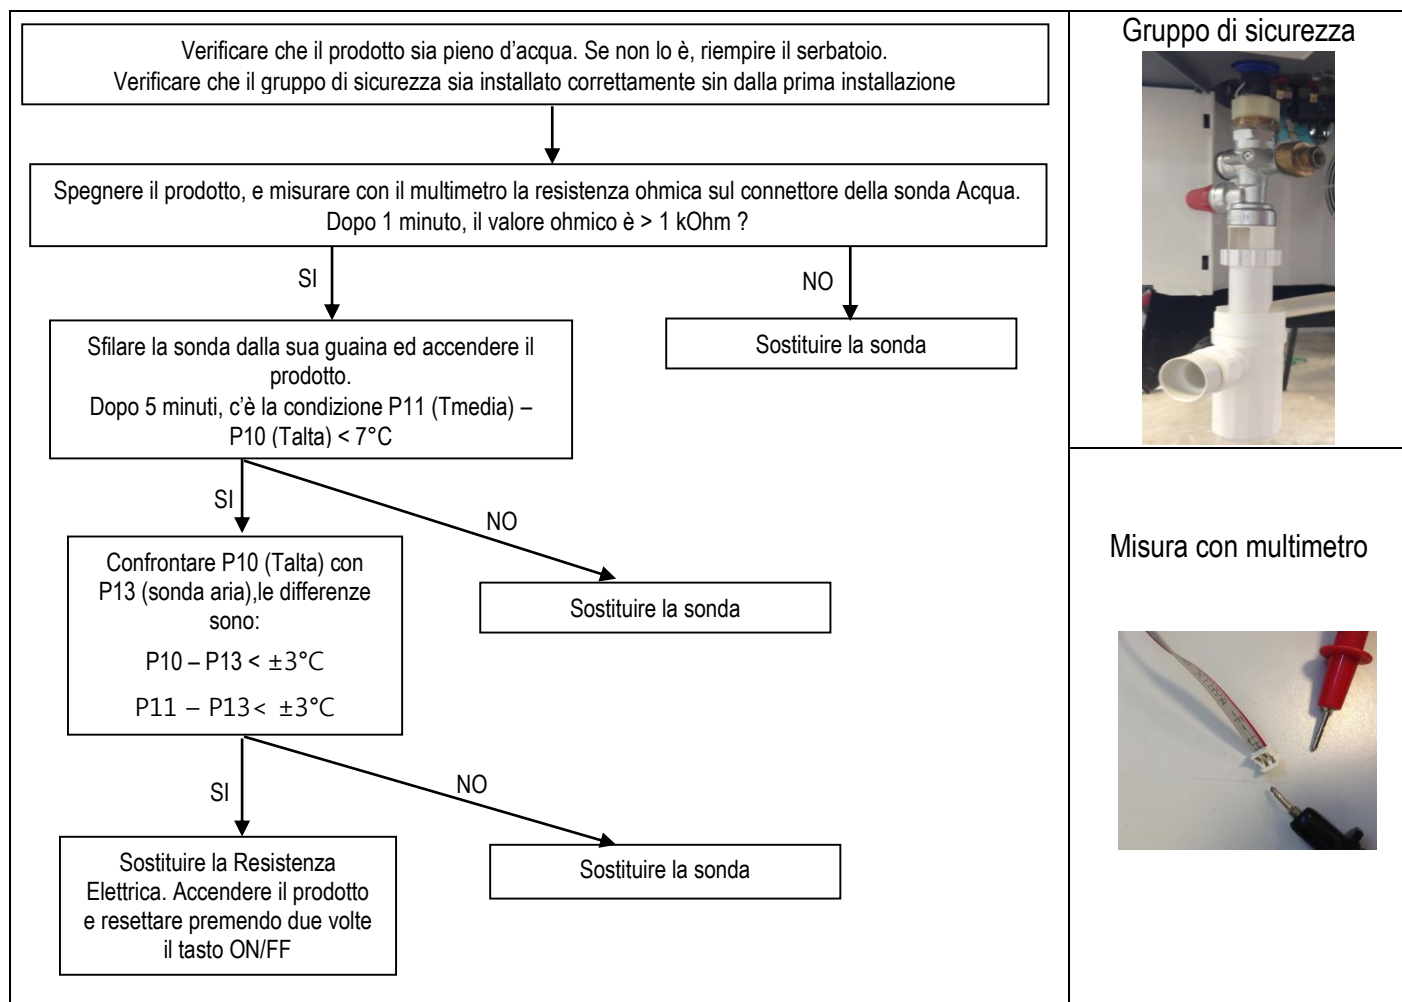 Verificare che il prodotto sia pieno d'acqua. Se non lo è, riempire il serbatoio.
Verificare che il gruppo di sicurezza sia installato correttamente sin dalla prima installazione
Spegnere il prodotto, e misurare con il multimetro la resistenza ohmica sul connettore della sonda Acqua.
Dopo 1 minuto, il valore ohmico è > 1 kOhm ?
SI
NO
Sfilare la sonda dalla sua guaina ed accendere il
prodotto.
Dopo 5 minuti, c'è la condizione P11 (Tmedia) –
P10 (Talta) < 7°C
Sostituire la sonda
SI
NO
Confrontare P10 (Talta) con
P13 (sonda aria),le differenze
sono:
P10 – P13 < ±3°C
P11 – P13< ±3°C
Sostituire la sonda
SI
NO
Sostituire la Resistenza
Elettrica. Accendere il prodotto
e resettare premendo due volte
il tasto ON/FF
Sostituire la sonda
Gruppo di sicurezza
Misura con multimetro